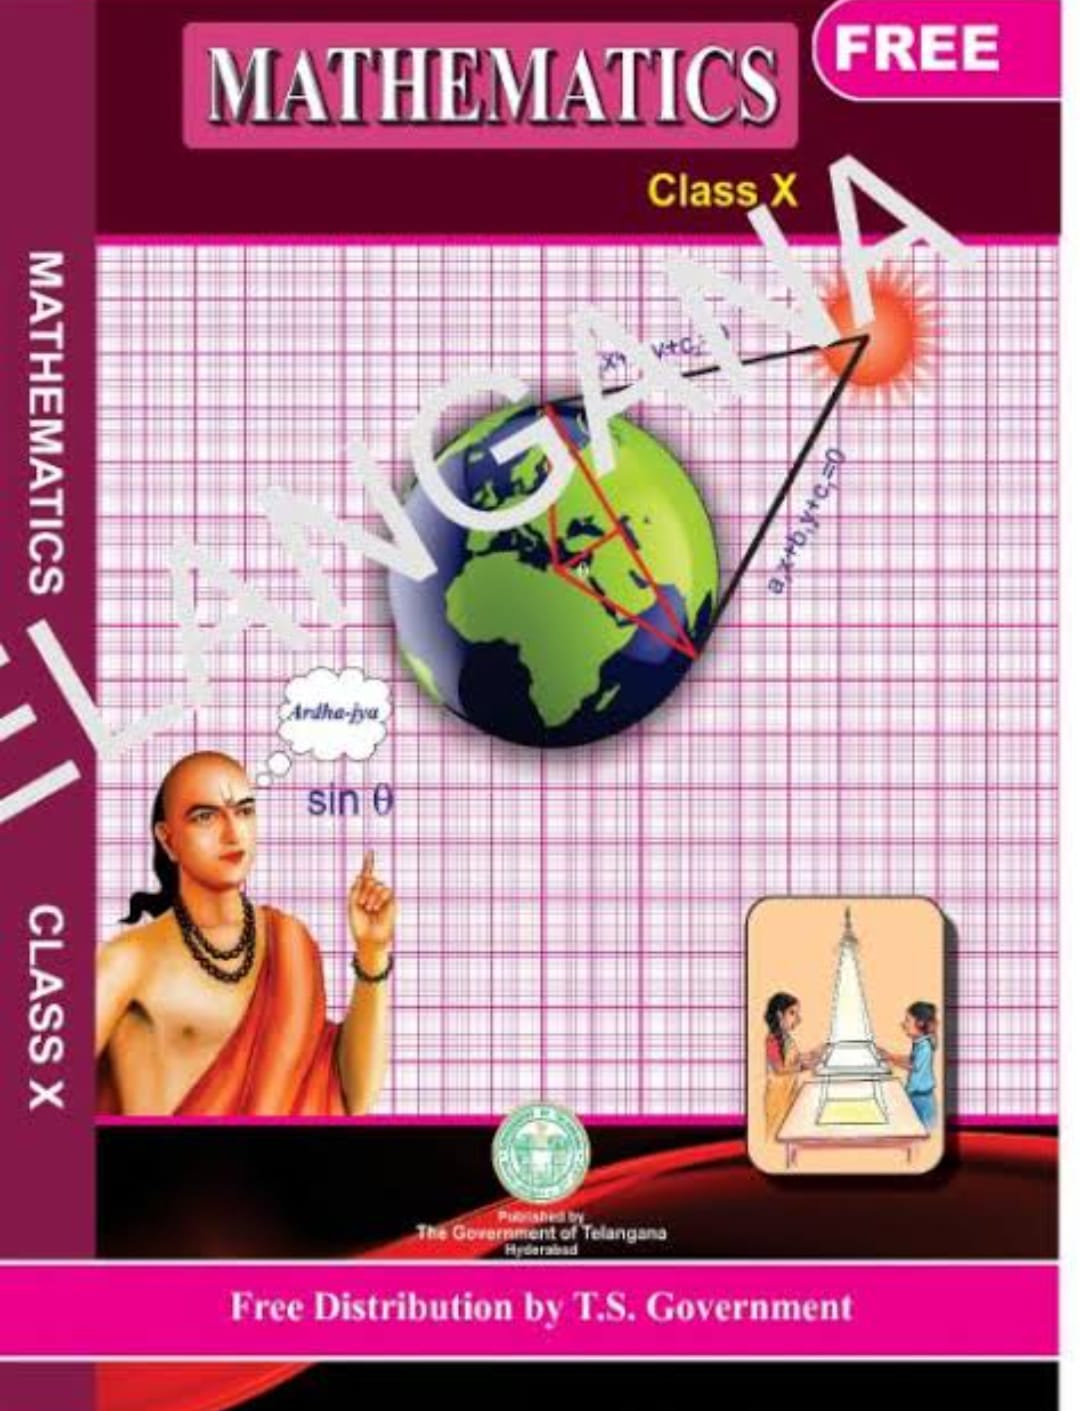 MATHEMATICS
FREE
Class X
TELANGANA
a₁x+b₁y+c₁=0
Ardha-jya
sin θ
θ
MATHEMATICS
CLASS X
Published by
The Government of Telangana
Hyderabad
Free Distribution by T.S. Government